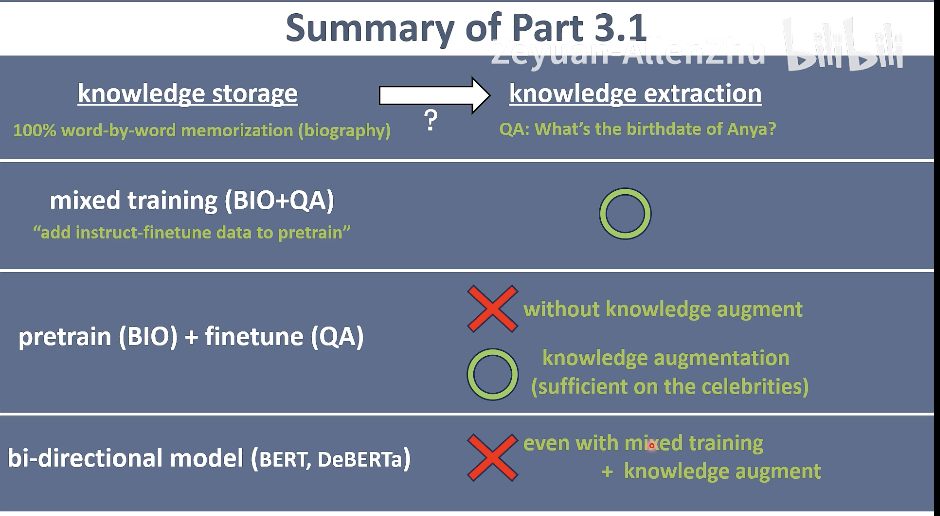 Summary of Part 3.1
Zeyuan-AllenZhu
bilibili
knowledge storage
knowledge extraction
?
100% word-by-word memorization (biography)
QA: What's the birthdate of Anya?
mixed training (BIO+QA)
“add instruct-finetune data to pretrain”
without knowledge augment
pretrain (BIO) + finetune (QA)
knowledge augmentation
(sufficient on the celebrities)
even with mixed training
bi-directional model (BERT, DeBERTa)
+ knowledge augment